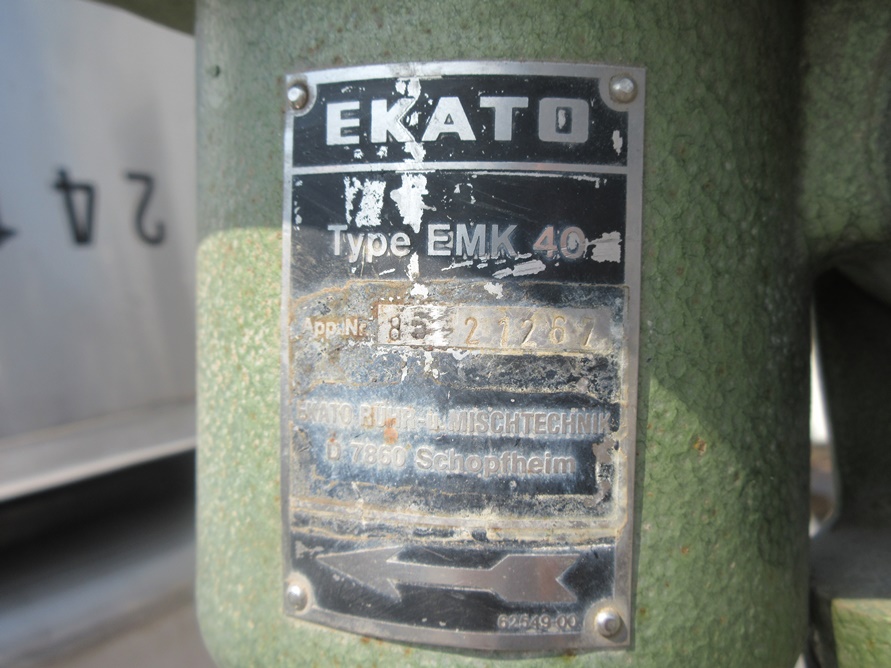 EKATO
Type EMK 40
App.Nr. 85 21287
EKATO RÜHR-U. MISCHTECHNIK
D 7860 Schopfheim
62549-00
24